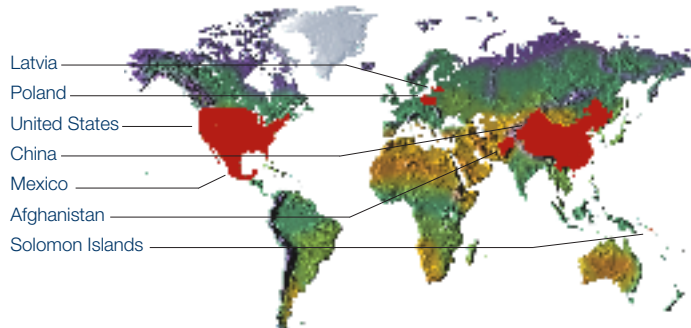 Latvia
Poland
United States
China
Mexico
Afghanistan
Solomon Islands